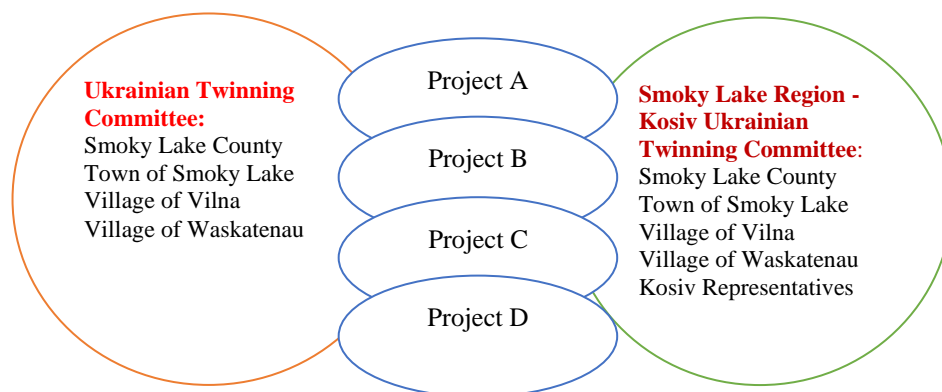 Ukrainian Twinning
Committee:
Smoky Lake County
Town of Smoky Lake
Village of Vilna
Village of Waskatenau
Project A
Project B
Project C
Project D
Smoky Lake Region -
Kosiv Ukrainian
Twinning Committee:
Smoky Lake County
Town of Smoky Lake
Village of Vilna
Village of Waskatenau
Kosiv Representatives